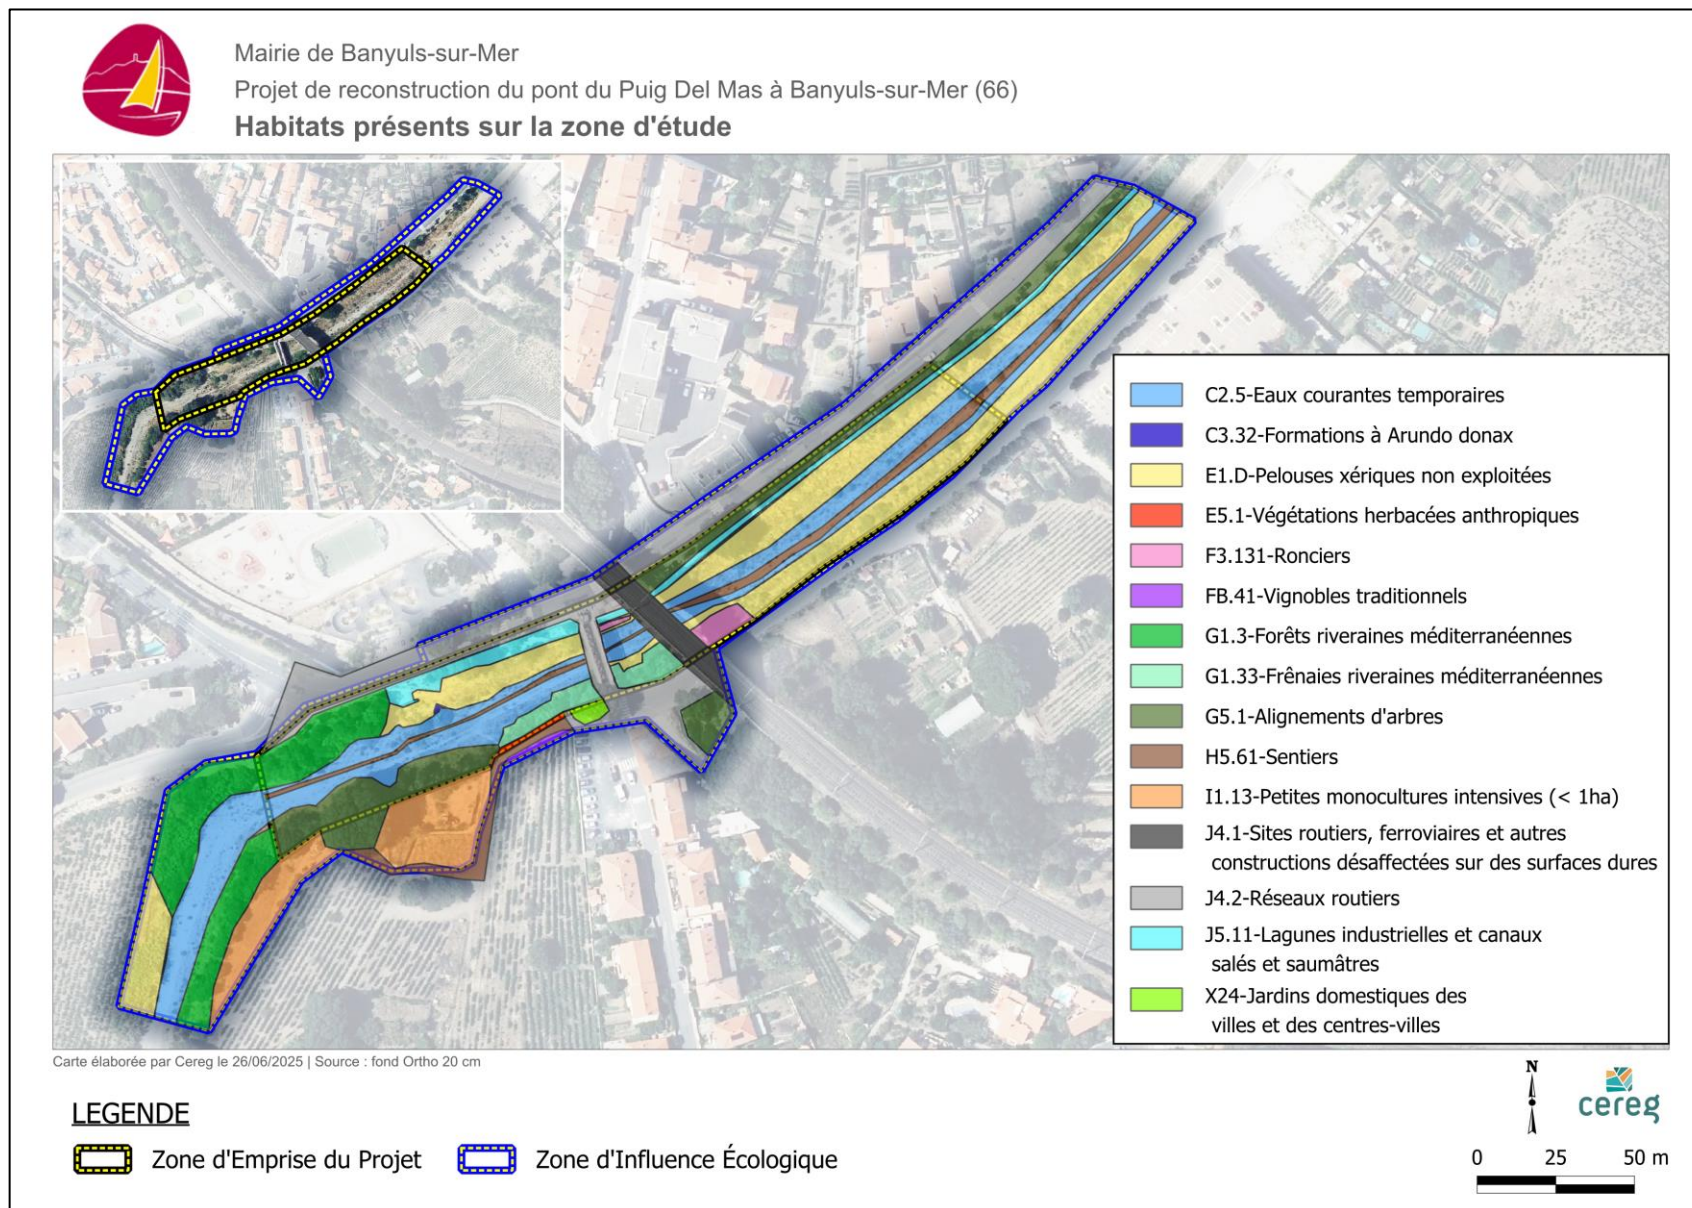 Mairie de Banyuls-sur-Mer
Projet de reconstruction du pont du Puig Del Mas à Banyuls-sur-Mer (66)
Habitats présents sur la zone d'étude
C2.5-Eaux courantes temporaires
C3.32-Formations à Arundo donax
E1.D-Pelouses xériques non exploitées
E5.1-Végétations herbacées anthropiques
F3.131-Ronciers
FB.41-Vignobles traditionnels
G1.3-Forêts riveraines méditerranéennes
G1.33-Frênaies riveraines méditerranéennes
G5.1-Alignements d'arbres
H5.61-Sentiers
I1.13-Petites monocultures intensives (< 1ha)
J4.1-Sites routiers, ferroviaires et autres
constructions désaffectées sur des surfaces dures
J4.2-Réseaux routiers
J5.11-Lagunes industrielles et canaux
salés et saumâtres
X24-Jardins domestiques des
villes et des centres-villes
Carte élaborée par Cereg le 26/06/2025 | Source : fond Ortho 20 cm
LEGENDE
Zone d'Emprise du Projet
Zone d'Influence Écologique
N
cereg
0 25 50 m